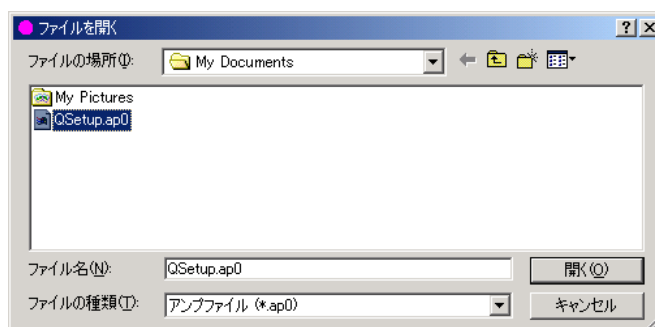 ファイルを開く
ファイルの場所(I):
My Documents
My Pictures
QSetup.ap0
ファイル名(N):
QSetup.ap0
開く(O)
ファイルの種類(T):
アンプファイル (*.ap0)
キャンセル